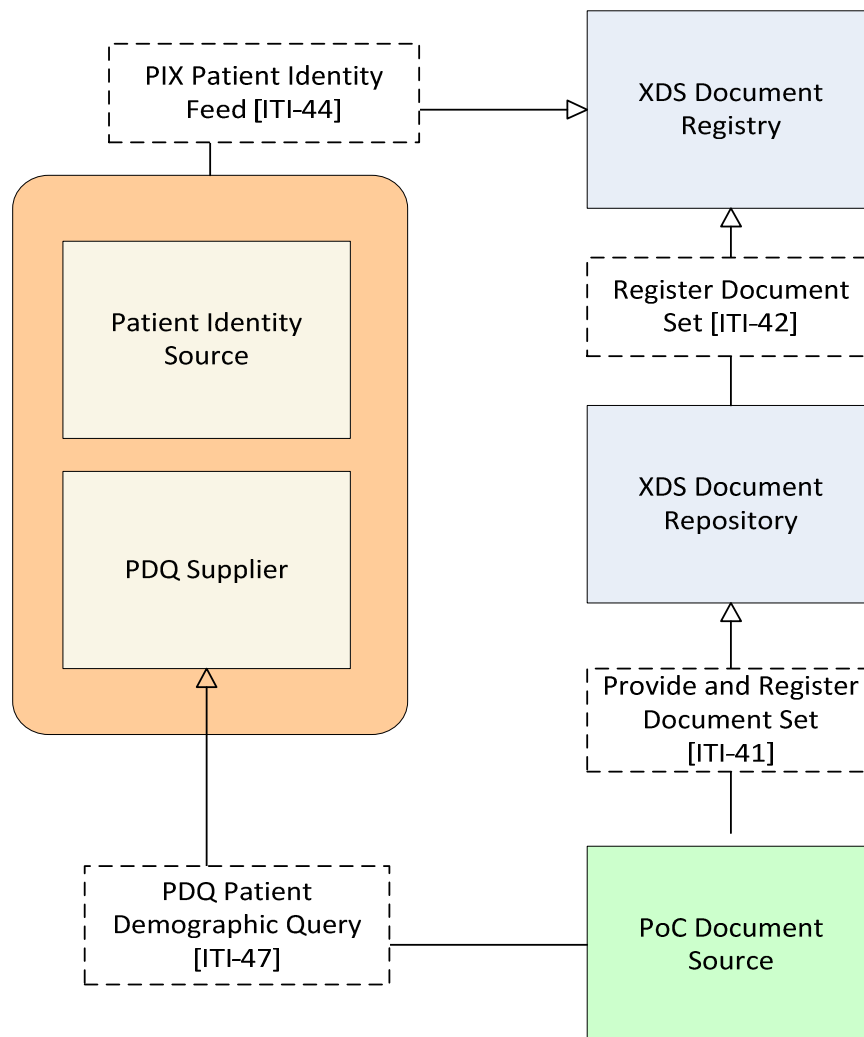 PIX Patient Identity
Feed [ITI-44]
XDS Document
Registry
Patient Identity
Source
Register Document
Set [ITI-42]
XDS Document
Repository
PDQ Supplier
Provide and Register
Document Set
[ITI-41]
PDQ Patient
Demographic Query
[ITI-47]
PoC Document
Source